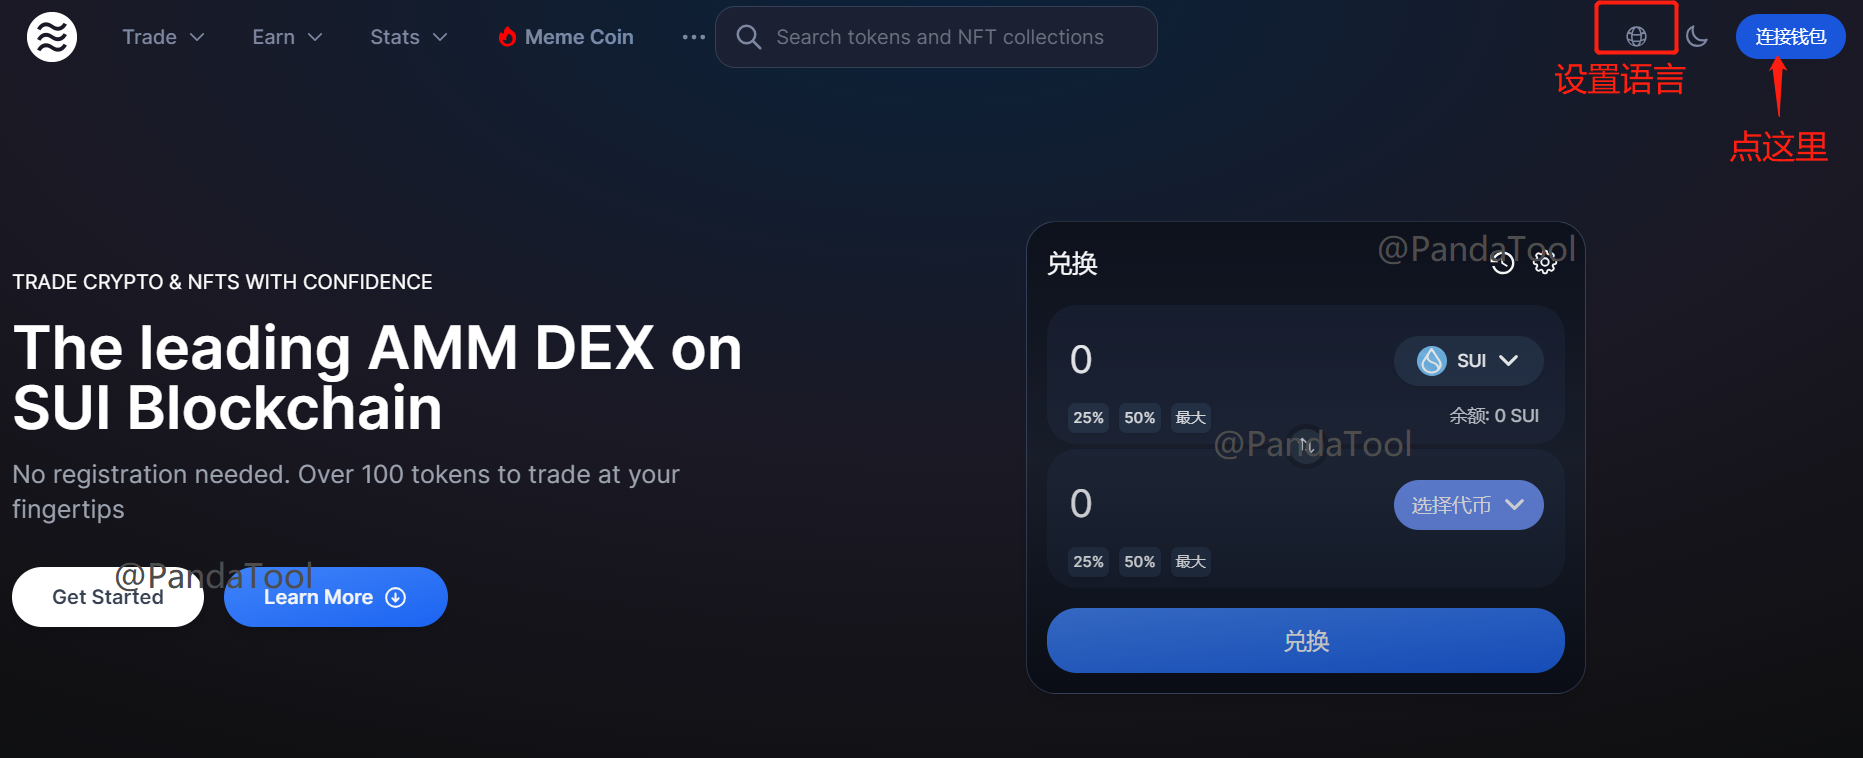 Trade
Earn
Stats
Meme Coin
Search tokens and NFT collections
连接钱包
设置语言
点这里
TRADE CRYPTO & NFTS WITH CONFIDENCE
The leading AMM DEX on
SUI Blockchain
No registration needed. Over 100 tokens to trade at your
fingertips
@PandaTool
Get Started
Learn More
兑换
@PandaTool
0
SUI
25%
50%
最大
余额: 0 SUI
@PandaTool
0
选择代币
25%
50%
最大
兑换